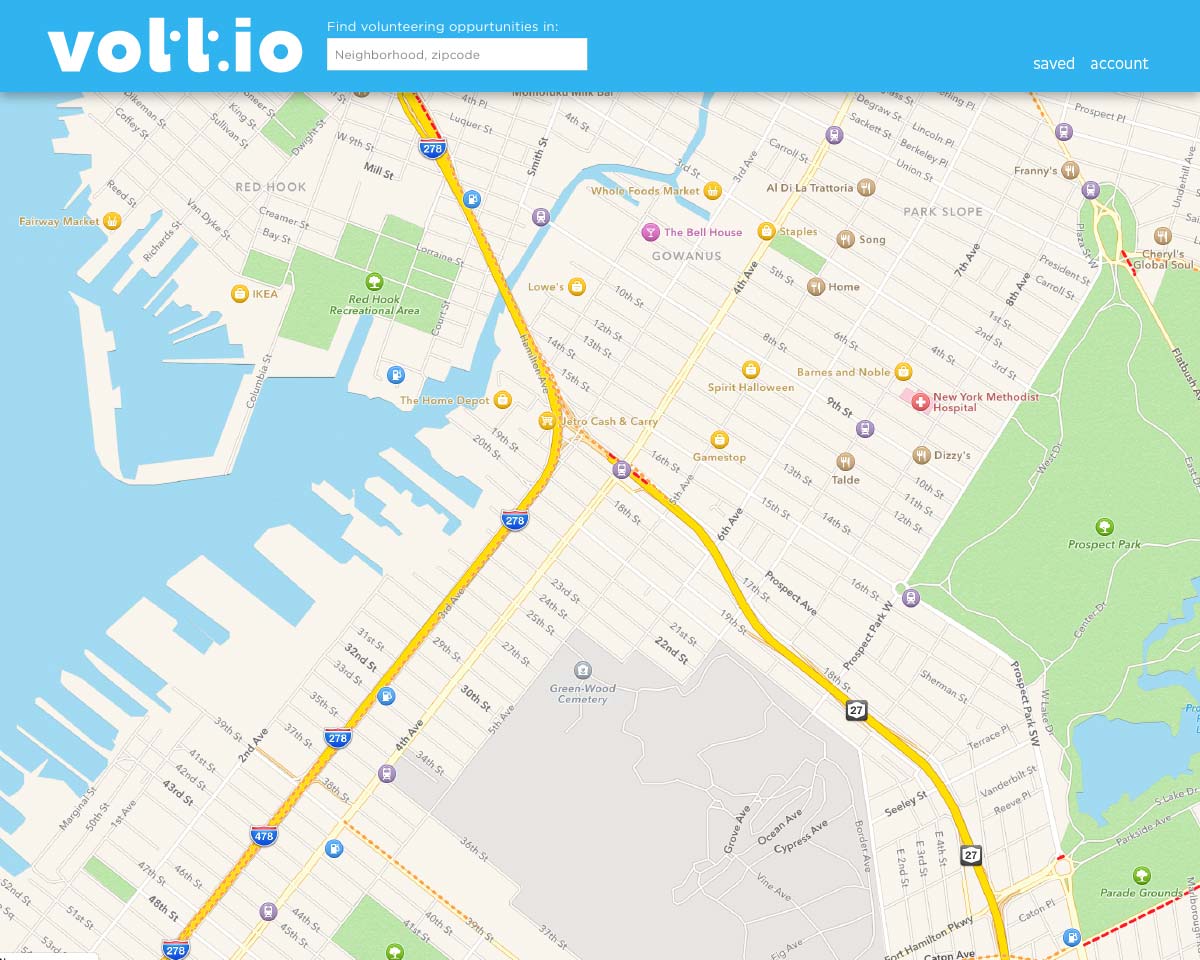 voltt.io
Find volunteering oppurtunities in:
Neighborhood, zipcode
saved account
Dikeman St
Coffey St
King St
Sullivan St
Dwight St
W 9th St
Mill St
4th Pl
Luquer St
278
Smith St
Momofuku Milk Bar
4th St
3rd St
3rd Ave
Carroll St
Degraw St
Sackett St
Lincoln Pl
Berkeley Pl
Union St
Prospect Pl
Underhill Ave
Franny's
RED HOOK
Reed St
Van Dyke St
Richards St
Creamer St
Bay St
Fairway Market
Whole Foods Market
Al Di La Trattoria
PARK SLOPE
The Bell House
GOWANUS
Staples
Song
Plaza St W
Cheryl's
Global Soul
Lorraine St
Court St
IKEA
Red Hook
Recreational Area
Lowe's
10th St
4th Ave
5th St
Home
7th Ave
8th Ave
President St
Carroll St
1st St
2nd St
3rd St
4th St
6th St
8th St
12th St
13th St
14th St
15th St
Hamilton Ave
Columbia St
Flatbush Av
The Home Depot
Jetro Cash & Carry
Spirit Halloween
Barnes and Noble
New York Methodist
Hospital
9th St
19th St
20th St
Gamestop
Dizzy's
Talde
16th St
5th Ave
18th St
13th St
10th St
11th St
12th St
15th St
14th St
6th Ave
West Dr
East Dr
278
Prospect Park
17th St
Prospect Ave
16th St
Prospect Park W
Center Dr
3rd Ave
23rd St
24th St
25th St
19th St
21st St
22nd St
31st St
32nd St
33rd St
29th St
27th St
Green-Wood
Cemetery
18th St
Sherman St
Prospect Park SW
W Lake Dr
35th St
30th St
5th Ave
27
39th St
37th St
2nd Ave
278
4th Ave
34th St
Terrace Pl
41st St
42nd St
43rd St
38th St
Vanderbilt St
Reeve Pl
Seeley St
S Lake Dr
Parkside Ave
Marginal St
50th St
1st Ave
478
36th St
Grove Ave
Ocean Ave
Cypress Ave
Vine Ave
Border Ave
E 2nd St
E 3rd St
E 4th St
27
Parade Grounds
47th St
46th St
48th St
52nd St
51st St
53rd St
44th St
45th St
40th St
39th St
278
Fig Ave
Fort Hamilton Pkwy
Caton Ave
Caton Pl